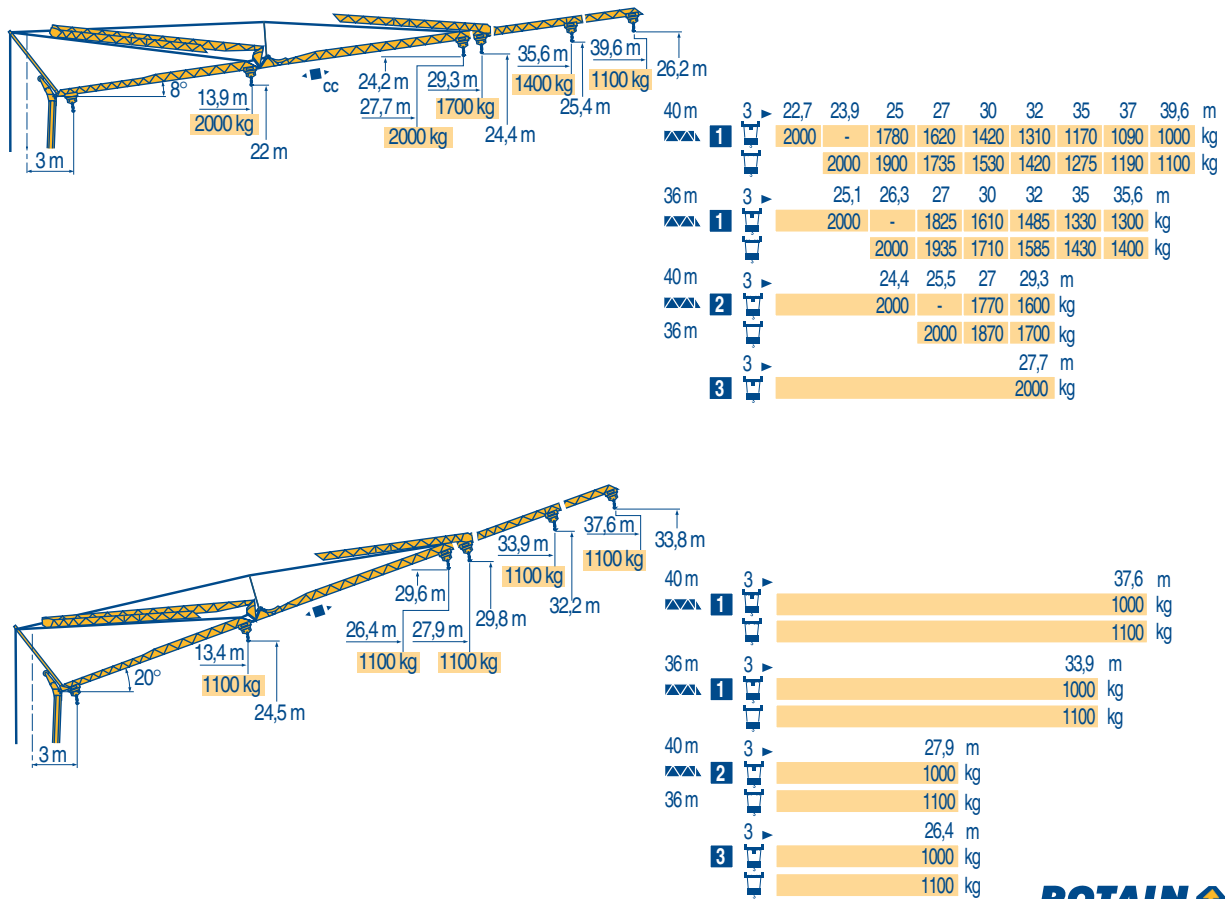 8°
3 m
13,9 m
2000 kg
22 m
cc
24,2 m
27,7 m
2000 kg
29,3 m
1700 kg
24,4 m
35,6 m
1400 kg
25,4 m
39,6 m
1100 kg
26,2 m
40 m 3 ► 22,7 23,9 25 27 30 32 35 37 39,6 m
1 2000 - 1780 1620 1420 1310 1170 1090 1000 kg
2000 1900 1735 1530 1420 1275 1190 1100 kg
36 m 3 ► 25,1 26,3 27 30 32 35 35,6 m
1 2000 - 1825 1610 1485 1330 1300 kg
2000 1935 1710 1585 1430 1400 kg
40 m 3 ► 24,4 25,5 27 29,3 m
2 2000 - 1770 1600 kg
36 m 2000 1870 1700 kg
3 ► 27,7 m
3 2000 kg
20°
3 m
13,4 m
1100 kg
24,5 m
29,6 m
26,4 m
1100 kg
27,9 m
1100 kg
29,8 m
33,9 m
1100 kg
32,2 m
37,6 m
1100 kg
33,8 m
40 m 3 ► 37,6 m
1 1000 kg
1100 kg
36 m 3 ► 33,9 m
1 1000 kg
1100 kg
40 m 3 ► 27,9 m
2 1000 kg
36 m 1100 kg
3 ► 26,4 m
3 1000 kg
1100 kg
POTAIN